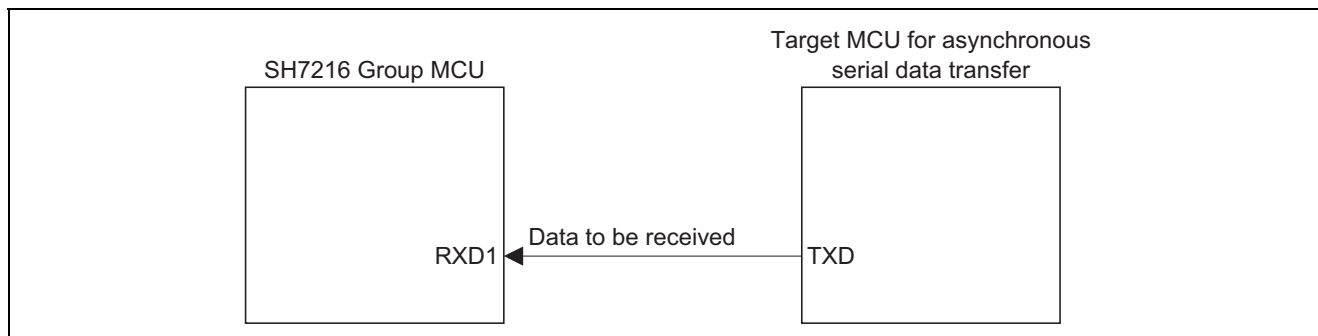 SH7216 Group MCU
Target MCU for asynchronous
serial data transfer
RXD1
Data to be received
TXD